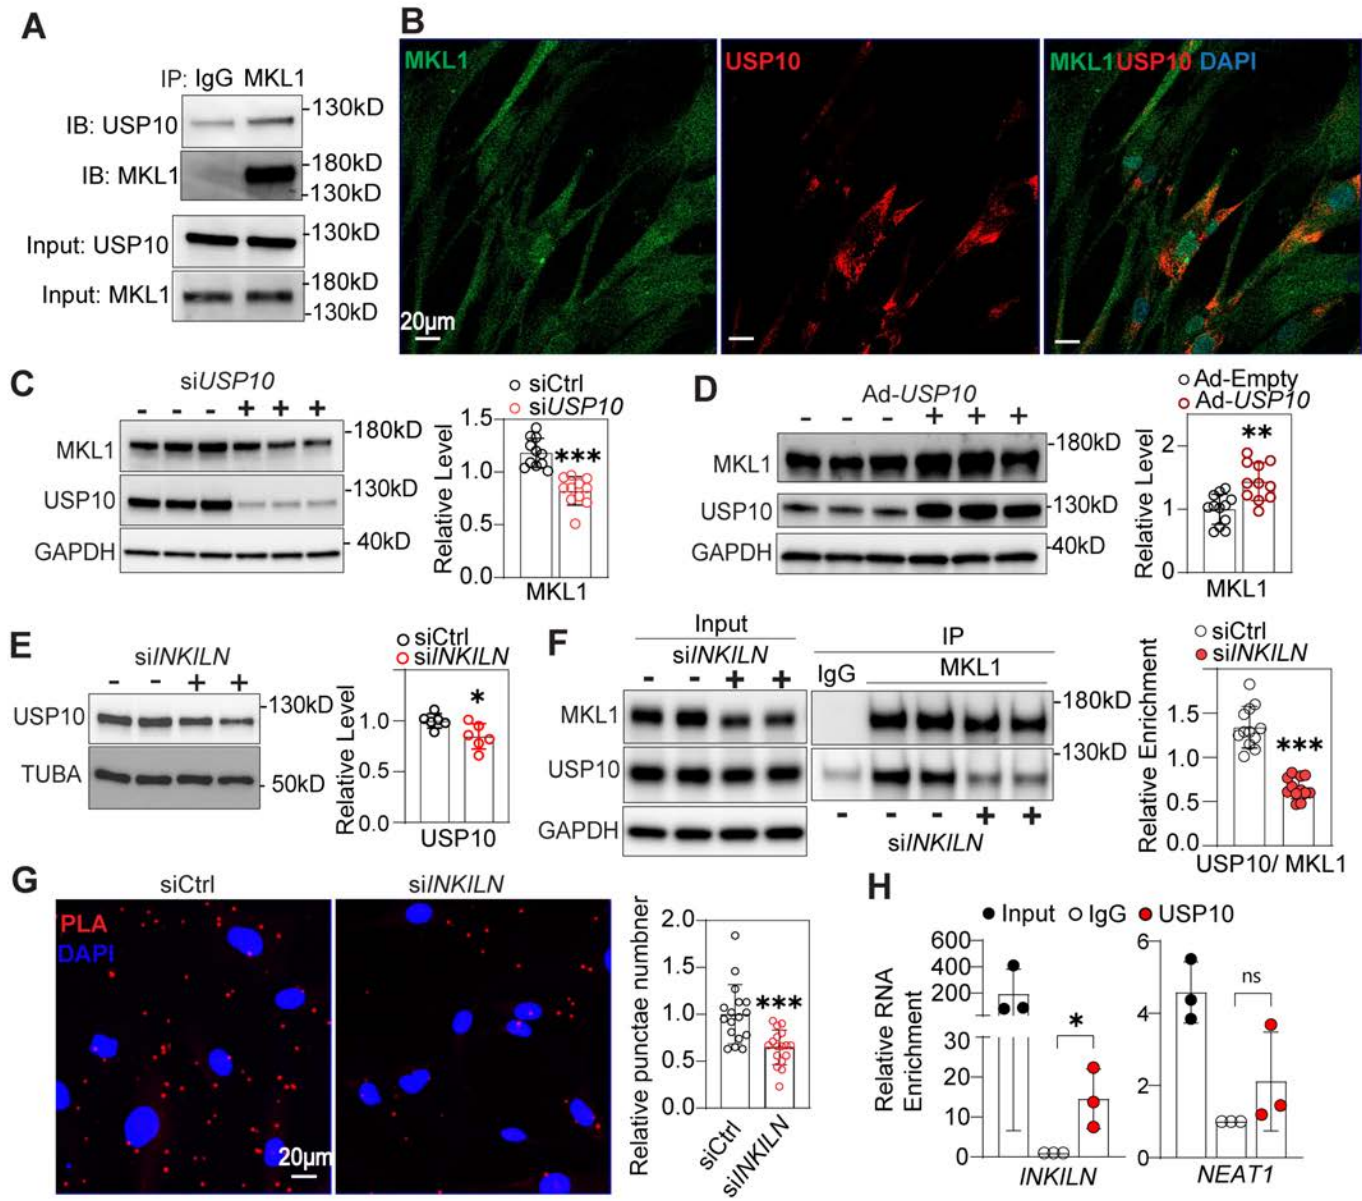 A
IP: IgG MKL1
IB: USP10
-130kD
IB: MKL1
-180kD
-130kD
Input: USP10
-130kD
Input: MKL1
-180kD
-130kD
B
MKL1
USP10
MKL1 USP10 DAPI
20μm
C
siUSP10
- - - + + +
MKL1
-180kD
USP10
-130kD
GAPDH
-40kD
siCtrl
siUSP10
Relative Level
1.5
1.0
0.5
0.0
***
MKL1
D
Ad-USP10
- - - + + +
MKL1
-180kD
USP10
-130kD
GAPDH
-40kD
Ad-Empty
Ad-USP10
Relative Level
2
1
0
**
MKL1
E
siINKILN
- - + +
USP10
-130kD
TUBA
- 50kD
siCtrl
siINKILN
Relative Level
1.0
0.5
0.0
*
USP10
F
Input
siINKILN
- - + +
MKL1
USP10
GAPDH
IP
IgG
MKL1
-180kD
-130kD
- - - + +
siINKILN
siCtrl
siINKILN
Relative Enrichment
1.5
1.0
0.5
0.0
***
USP10/ MKL1
G
siCtrl
siINKILN
PLA
DAPI
20μm
Relative punctae numbner
2.0
1.5
1.0
0.5
0.0
***
siCtrl
siINKILN
H
Input IgG USP10
Relative RNA
Enrichment
600
400
200
30
20
10
0
*
INKILN
6
4
2
0
ns
NEAT1